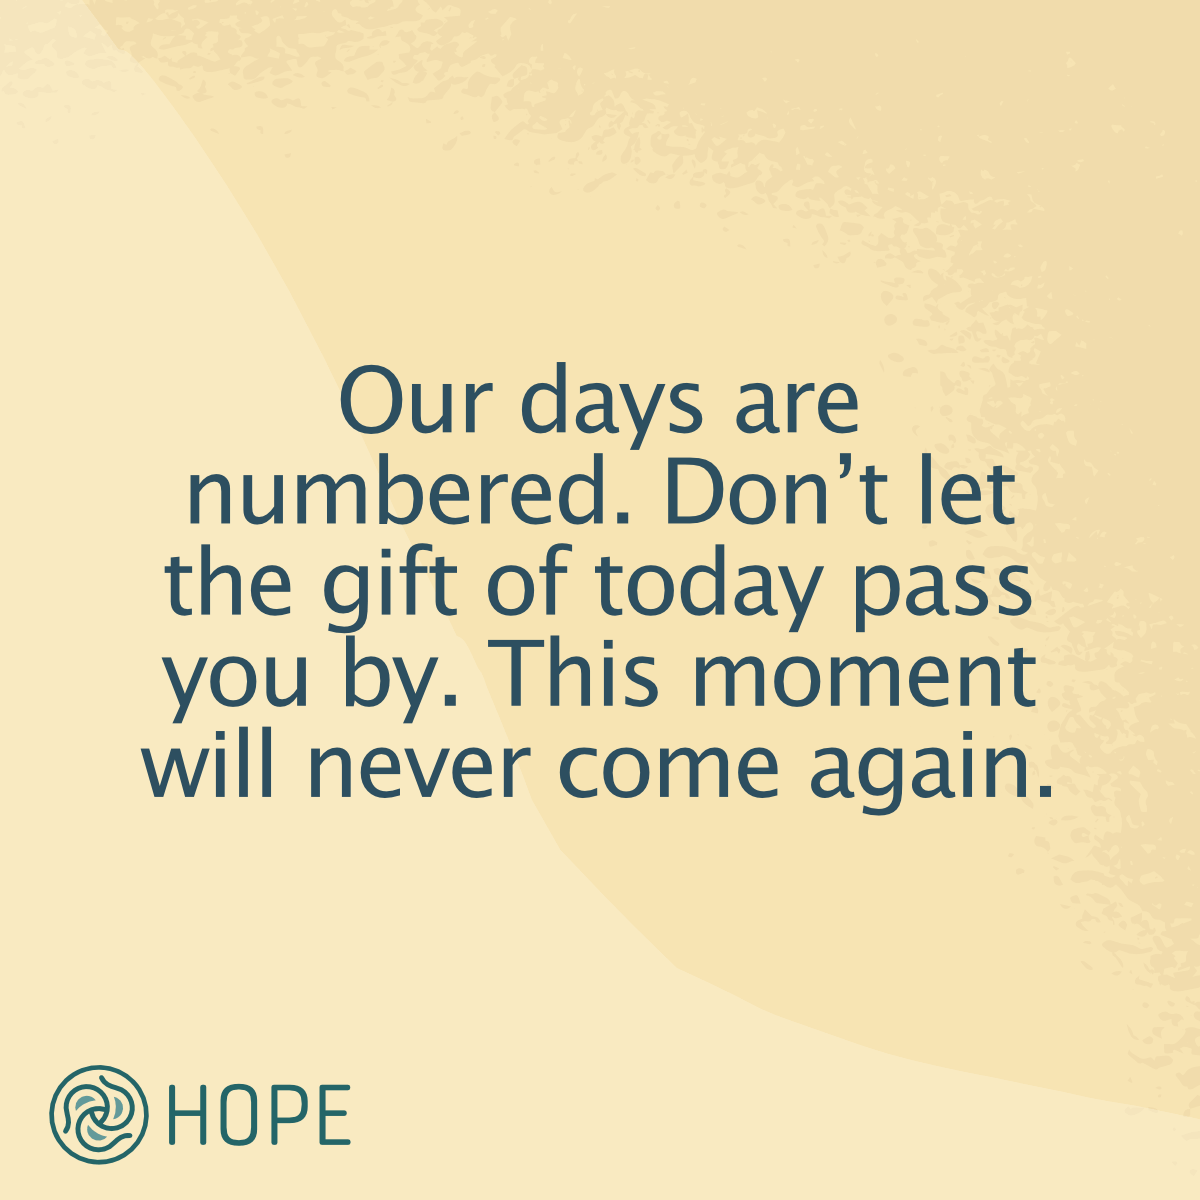 Our days are
numbered. Don’t let
the gift of today pass
you by. This moment
will never come again.
HOPE